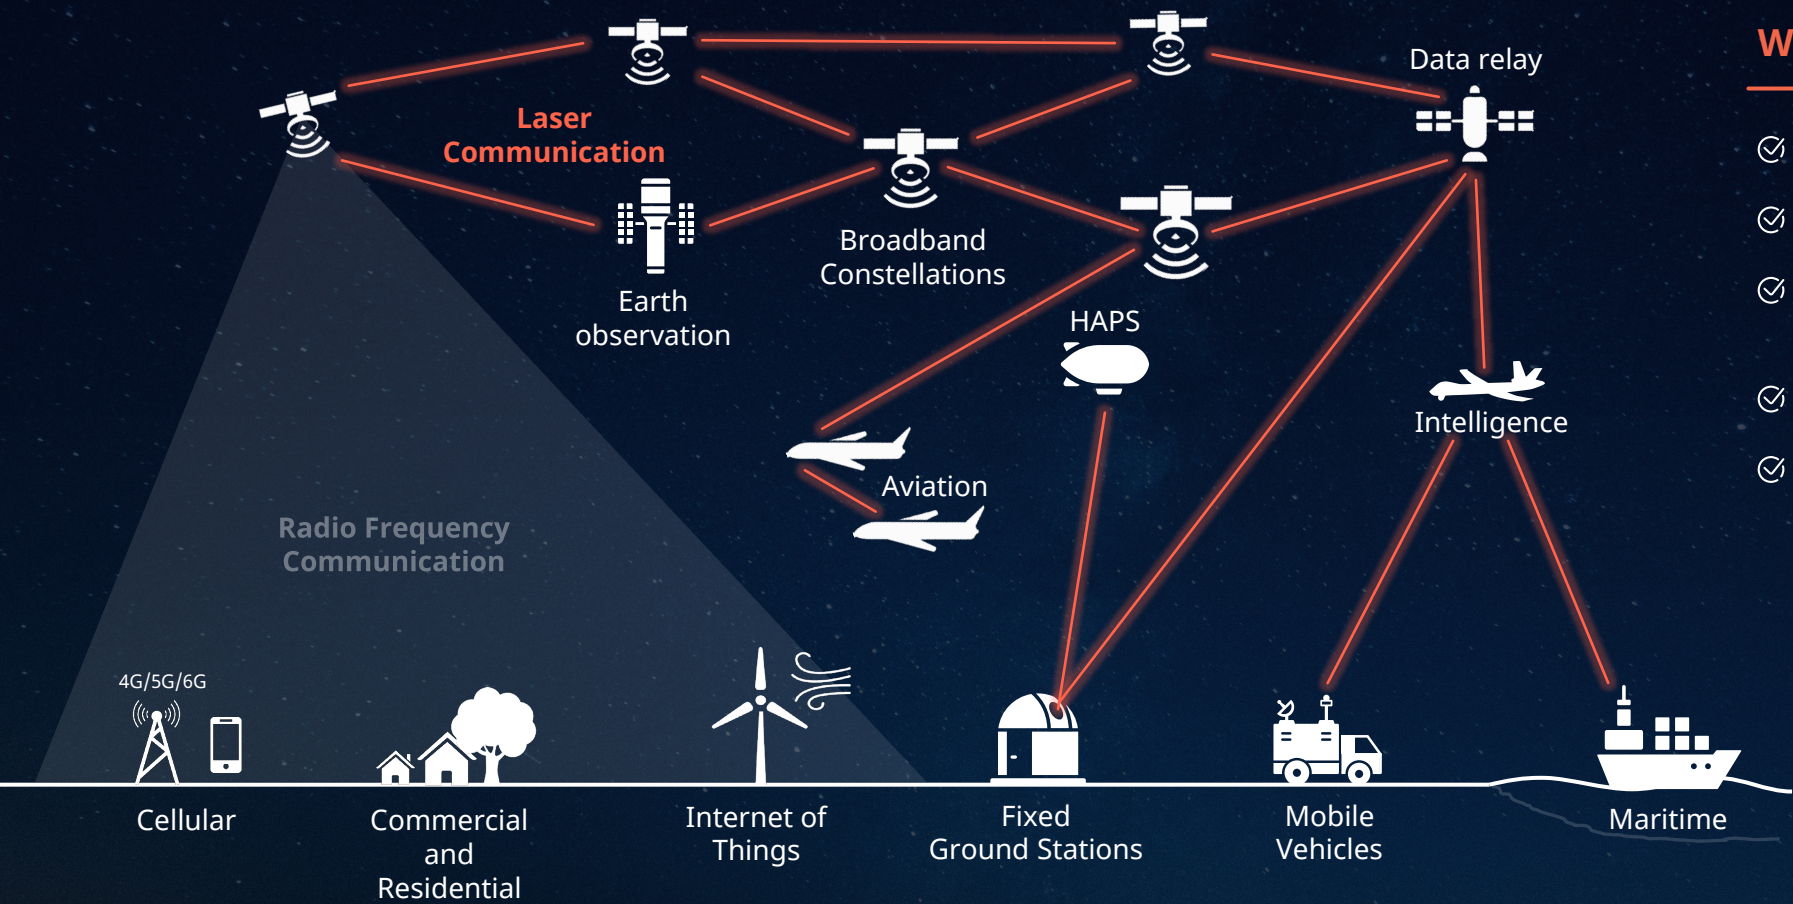 Data relay
W
Laser
Communication
Broadband
Constellations
Earth
observation
HAPS
Intelligence
Aviation
Radio Frequency
Communication
4G/5G/6G
Cellular
Commercial
and
Residential
Internet of
Things
Fixed
Ground Stations
Mobile
Vehicles
Maritime